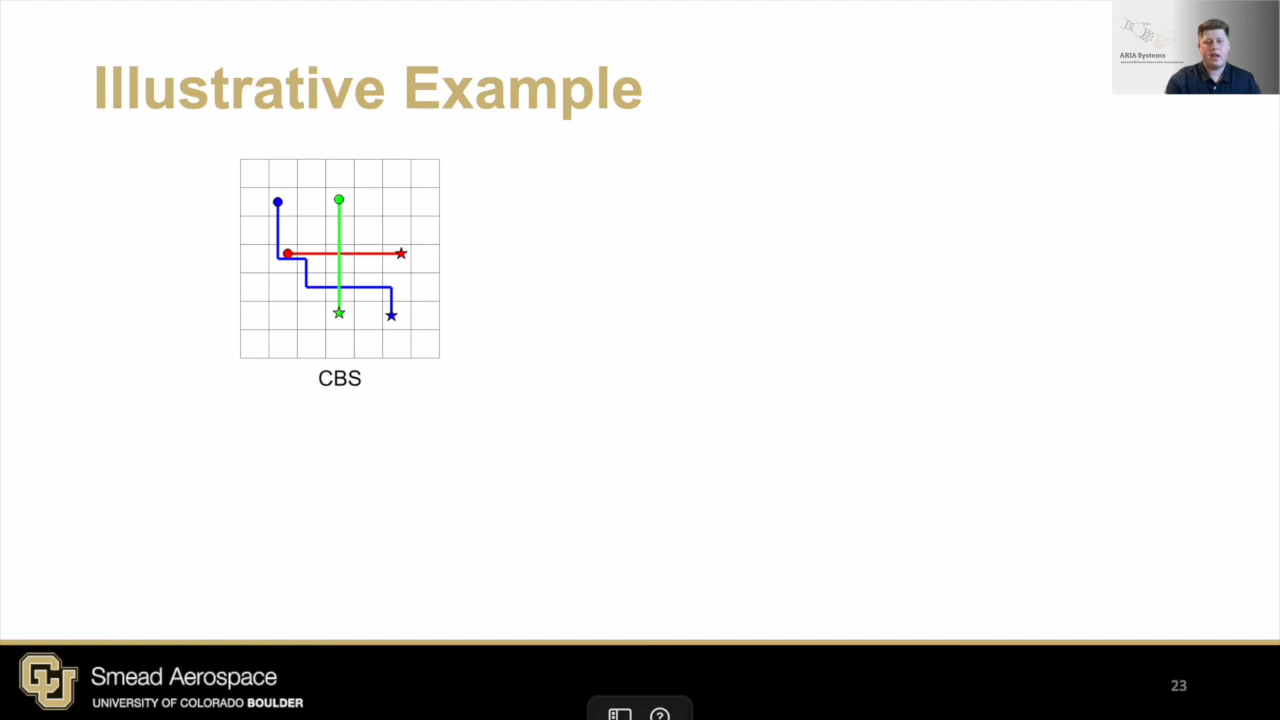 Illustrative Example
ARIA Systems
CBS
Smead Aerospace
UNIVERSITY OF COLORADO BOULDER
23